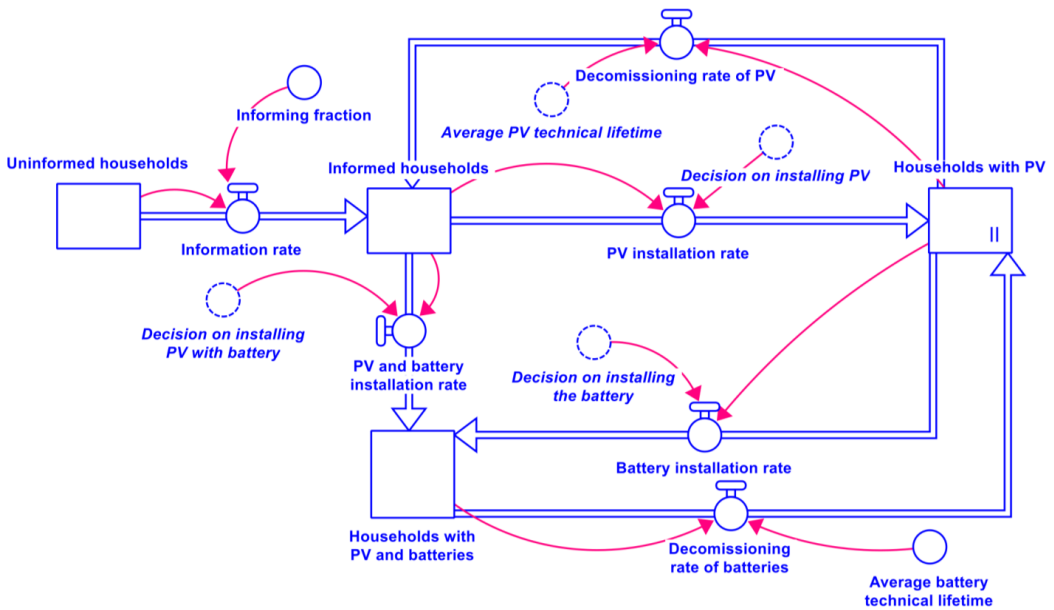 Decomissioning rate of PV
Informing fraction
Average PV technical lifetime
Uninformed households
Informed households
Decision on installing PV
Households with PV
Information rate
PV installation rate
Decision on installing
PV with battery
PV and battery
installation rate
Decision on installing
the battery
Battery installation rate
Households with
PV and batteries
Decomissioning
rate of batteries
Average battery
technical lifetime